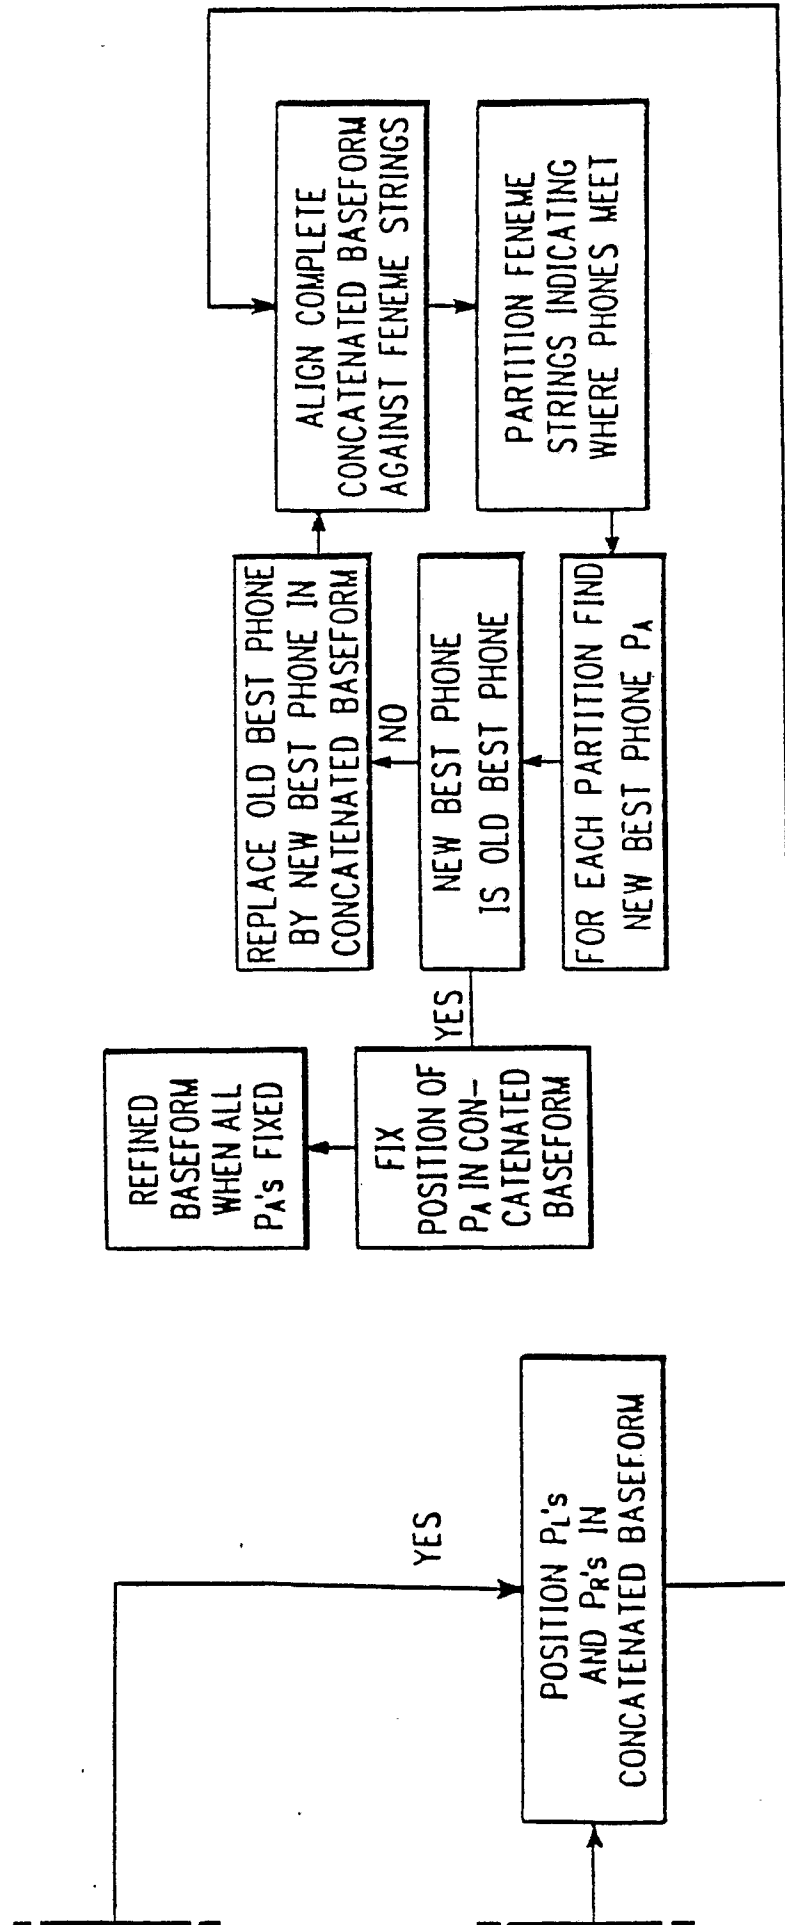 YES
POSITION PL's
AND PR's IN
CONCATENATED BASEFORM
REFINED
BASEFORM
WHEN ALL
PA's FIXED
FIX
POSITION OF
PA IN CON-
CATENATED
BASEFORM
YES
REPLACE OLD BEST PHONE
BY NEW BEST PHONE IN
CONCATENATED BASEFORM
NO
NEW BEST PHONE
IS OLD BEST PHONE
FOR EACH PARTITION FIND
NEW BEST PHONE PA
ALIGN COMPLETE
CONCATENATED BASEFORM
AGAINST FENEME STRINGS
PARTITION FENEME
STRINGS INDICATING
WHERE PHONES MEET